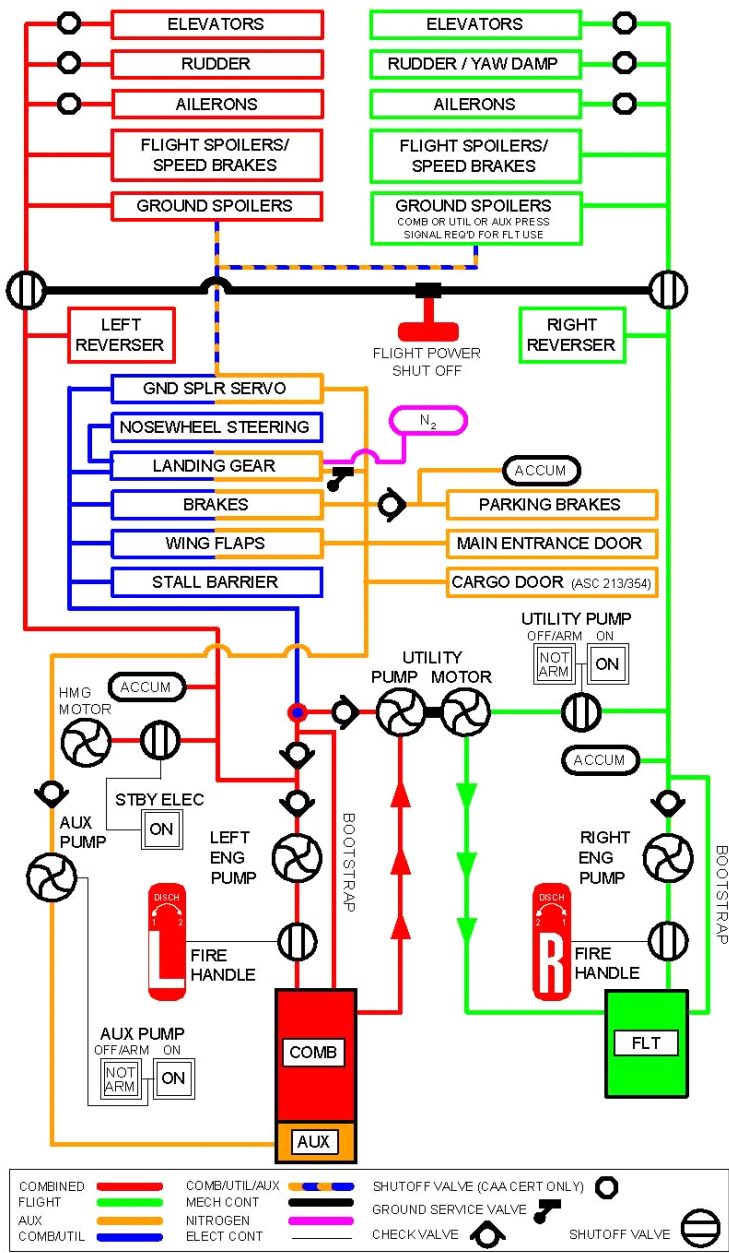 ELEVATORS
RUDDER
AILERONS
FLIGHT SPOILERS/
SPEED BRAKES
GROUND SPOILERS
ELEVATORS
RUDDER / YAW DAMP
AILERONS
FLIGHT SPOILERS/
SPEED BRAKES
GROUND SPOILERS
COMB OR UTIL OR AUX PRESS
SIGNAL REQ'D FOR FLT USE
LEFT
REVERSER
FLIGHT POWER
SHUT OFF
RIGHT
REVERSER
GND SPLR SERVO
NOSEWHEEL STEERING
LANDING GEAR
BRAKES
WING FLAPS
STALL BARRIER
N2
ACCUM
PARKING BRAKES
MAIN ENTRANCE DOOR
CARGO DOOR (ASC 213/354)
UTILITY PUMP
OFF/ARM ON
NOT
ARM
ON
UTILITY
PUMP MOTOR
ACCUM
HMG
MOTOR
STBY ELEC
ON
ACCUM
AUX
PUMP
LEFT
ENG
PUMP
BOOTSTRAP
RIGHT
ENG
PUMP
BOOTSTRAP
DISCH
1 2
L
FIRE
HANDLE
DISCH
2 1
R
FIRE
HANDLE
AUX PUMP
OFF/ARM ON
NOT
ARM
ON
COMB
AUX
FLT
COMBINED
FLIGHT
AUX
COMB/UTIL
COMB/UTIL/AUX
MECH CONT
NITROGEN
ELECT CONT
SHUTOFF VALVE (CAA CERT ONLY)
GROUND SERVICE VALVE
CHECK VALVE
SHUTOFF VALVE